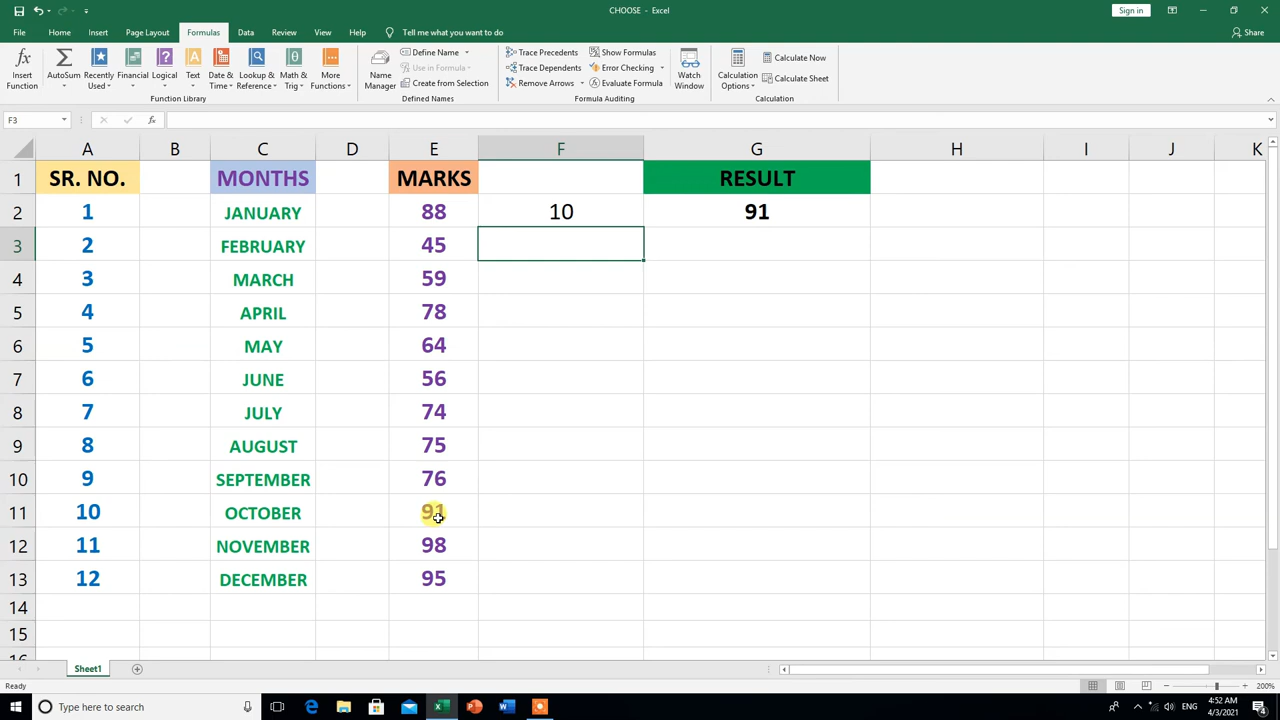 CHOOSE - Excel
Sign in
File Home Insert Page Layout Formulas Data Review View Help Tell me what you want to do
Share
Insert Function
AutoSum
Recently Used
Financial
Logical
Text
Date & Time
Lookup & Reference
Math & Trig
More Functions
Function Library
Name Manager
Define Name
Use in Formula
Create from Selection
Defined Names
Trace Precedents
Trace Dependents
Remove Arrows
Show Formulas
Error Checking
Evaluate Formula
Formula Auditing
Watch Window
Calculation Options
Calculate Now
Calculate Sheet
Calculation
F3
fx
A B C D E F G H I J K
1 SR. NO. MONTHS MARKS RESULT
2 1 JANUARY 88 10 91
3 2 FEBRUARY 45
4 3 MARCH 59
5 4 APRIL 78
6 5 MAY 64
7 6 JUNE 56
8 7 JULY 74
9 8 AUGUST 75
10 9 SEPTEMBER 76
11 10 OCTOBER 91
12 11 NOVEMBER 98
13 12 DECEMBER 95
14
15
16
Sheet1
Ready
200%
Type here to search
4:52 AM
4/3/2021